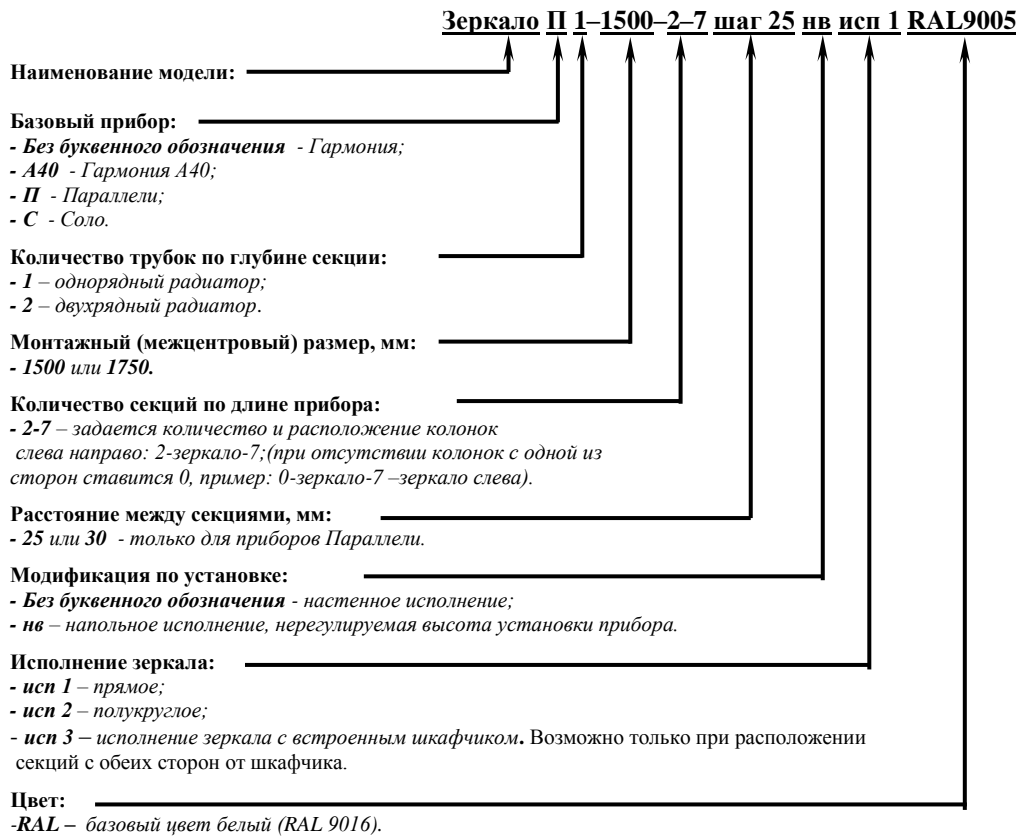 Зеркало П 1–1500–2–7 шаг 25 нв исп 1 RAL9005
Наименование модели:
Базовый прибор:
- Без буквенного обозначения - Гармония;
- А40 - Гармония А40;
- П - Параллели;
- С - Соло.
Количество трубок по глубине секции:
- 1 – однорядный радиатор;
- 2 – двухрядный радиатор.
Монтажный (межцентровый) размер, мм:
- 1500 или 1750.
Количество секций по длине прибора:
- 2-7 – задается количество и расположение колонок
слева направо: 2-зеркало-7;(при отсутствии колонок с одной из
сторон ставится 0, пример: 0-зеркало-7 –зеркало слева).
Расстояние между секциями, мм:
- 25 или 30 - только для приборов Параллели.
Модификация по установке:
- Без буквенного обозначения - настенное исполнение;
- нв – напольное исполнение, нерегулируемая высота установки прибора.
Исполнение зеркала:
- исп 1 – прямое;
- исп 2 – полукруглое;
- исп 3 – исполнение зеркала с встроенным шкафчиком. Возможно только при расположении
секций с обеих сторон от шкафчика.
Цвет:
-RAL – базовый цвет белый (RAL 9016).